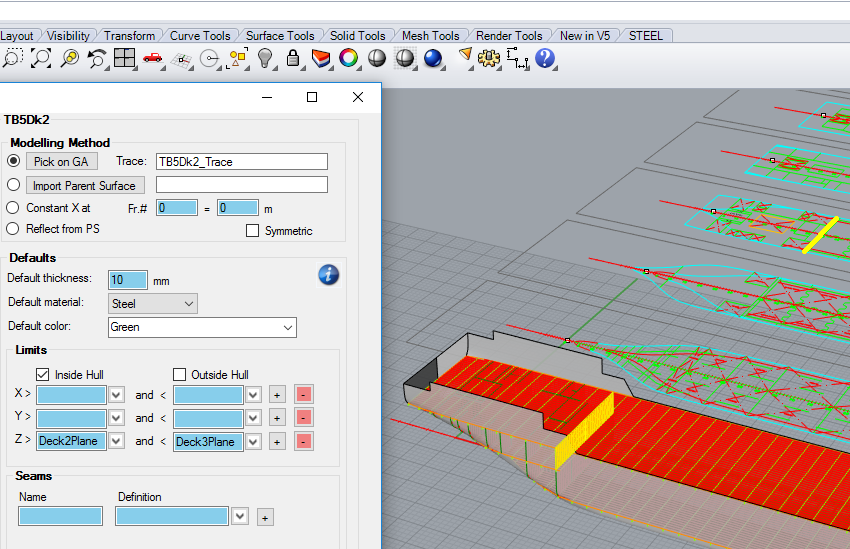 Layout Visibility Transform Curve Tools Surface Tools Solid Tools Mesh Tools Render Tools New in V5 STEEL
TB5Dk2
Modelling Method
Pick on GA Trace: TB5Dk2_Trace
Import Parent Surface
Constant X at Fr.# 0 = 0 m
Reflect from PS Symmetric
Defaults
Default thickness: 10 mm
Default material: Steel
Default color: Green
Limits
Inside Hull Outside Hull
X > and < + -
Y > and < + -
Z > Deck2Plane and < Deck3Plane + -
Seams
Name Definition
+